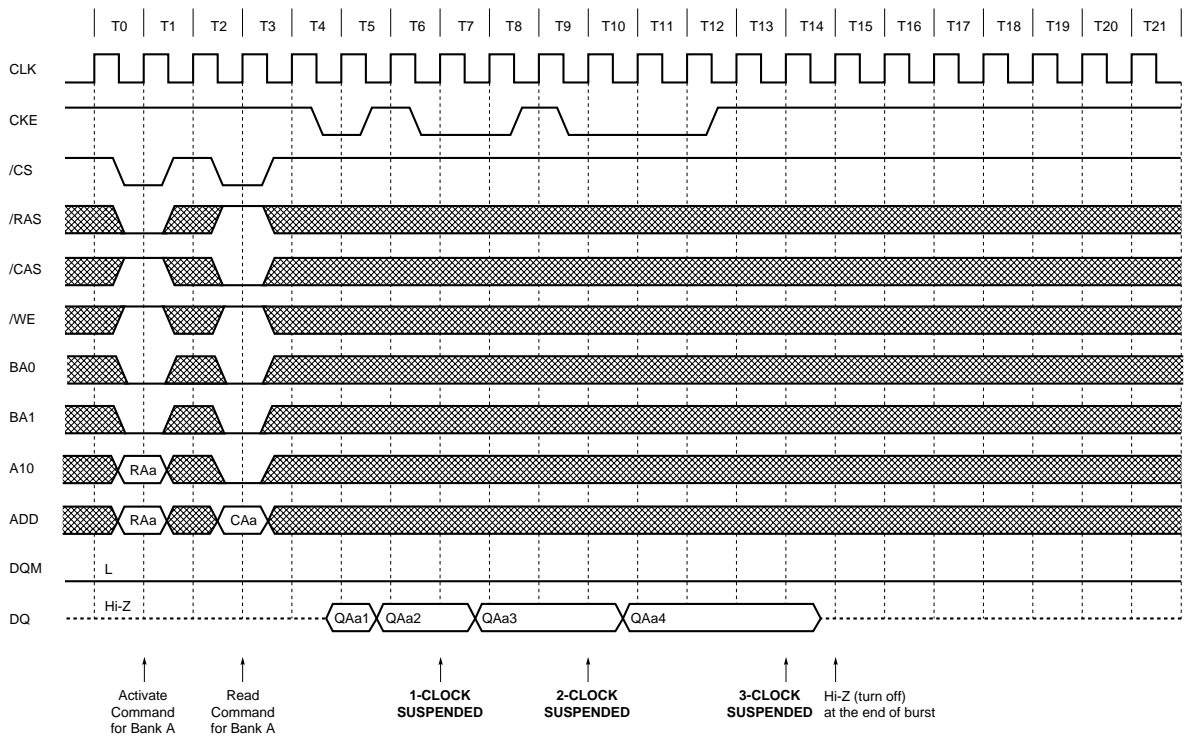 T0 T1 T2 T3 T4 T5 T6 T7 T8 T9 T10 T11 T12 T13 T14 T15 T16 T17 T18 T19 T20 T21
CLK
CKE
/CS
/RAS
/CAS
/WE
BA0
BA1
A10 RAa
ADD RAa CAa
DQM L
DQ Hi-Z QAa1 QAa2 QAa3 QAa4
Activate
Command
for Bank A
Read
Command
for Bank A
1-CLOCK
SUSPENDED
2-CLOCK
SUSPENDED
3-CLOCK
SUSPENDED
Hi-Z (turn off)
at the end of burst